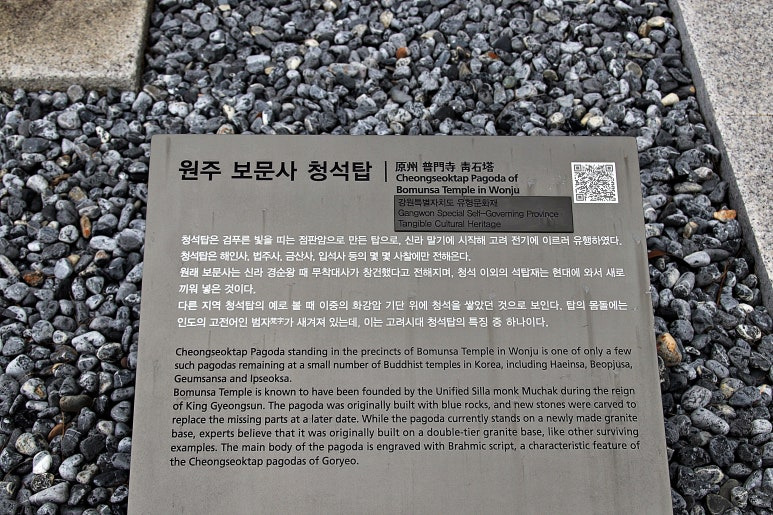 원주 보문사 청석탑
原州 普門寺 靑石塔
Cheongseoktap Pagoda of
Bomunsa Temple in Wonju
강원특별자치도 유형문화재
Gangwon Special Self-Governing Province
Tangible Cultural Heritage
청석탑은 검푸른 빛을 띠는 점판암으로 만든 탑으로, 신라 말기에 시작해 고려 전기에 이르러 유행하였다.
청석탑은 해인사, 법주사, 금산사, 입석사 등의 몇 몇 사찰에만 전해온다.
원래 보문사는 신라 경순왕 때 무착대사가 창건했다고 전해지며, 청석 이외의 석탑재는 현대에 와서 새로
끼워 넣은 것이다.
다른 지역 청석탑의 예로 볼 때 이중의 화강암 기단 위에 청석을 쌓았던 것으로 보인다. 탑의 몸돌에는
인도의 고전어인 범자梵字가 새겨져 있는데, 이는 고려시대 청석탑의 특징 중 하나이다.
Cheongseoktap Pagoda standing in the precincts of Bomunsa Temple in Wonju is one of only a few
such pagodas remaining at a small number of Buddhist temples in Korea, including Haeinsa, Beopjusa,
Geumsansa and Ipseoksa.
Bomunsa Temple is known to have been founded by the Unified Silla monk Muchak during the reign
of King Gyeongsun. The pagoda was originally built with blue rocks, and new stones were carved to
replace the missing parts at a later date. While the pagoda currently stands on a newly made granite
base, experts believe that it was originally built on a double-tier granite base, like other surviving
examples. The main body of the pagoda is engraved with Brahmic script, a characteristic feature of
the Cheongseoktap pagodas of Goryeo.